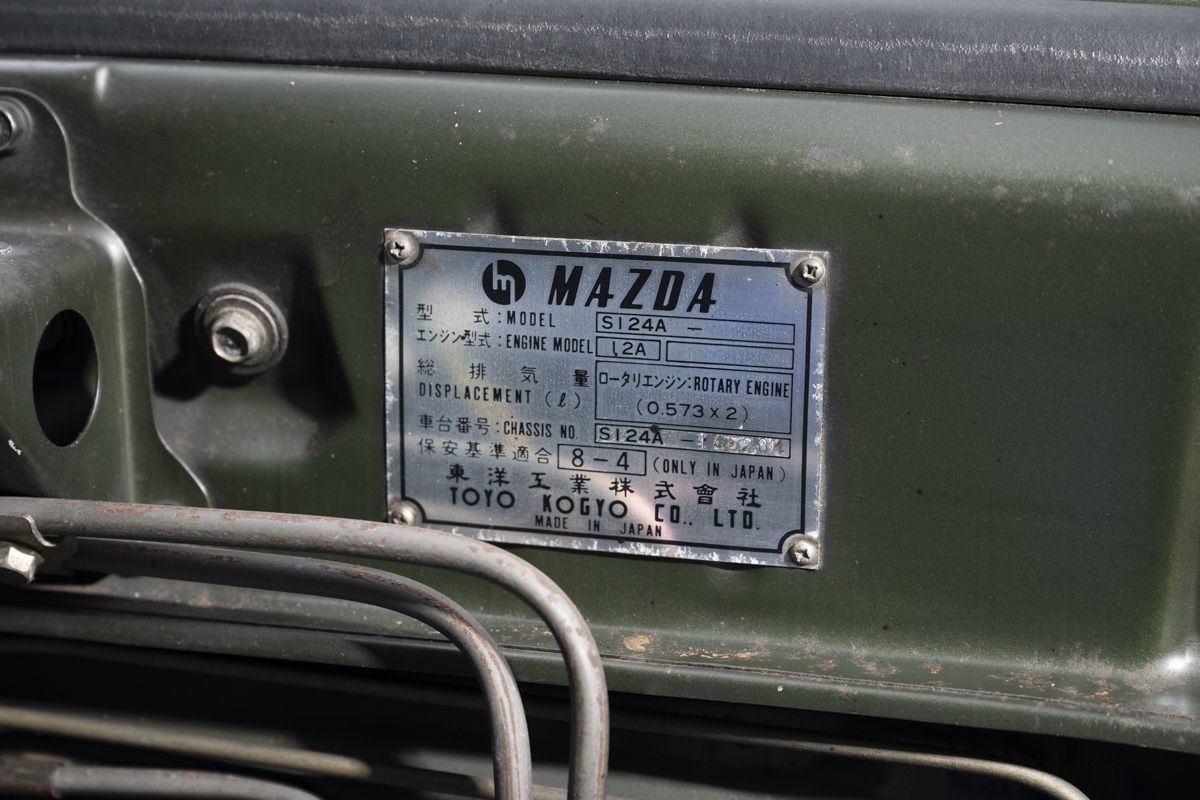 m MAZDA
型 式 : MODEL S124A —
エンジン型式 : ENGINE MODEL 12A
総排気量 ロータリエンジン : ROTARY ENGINE
DISPLACEMENT (ℓ) (0.573 x 2)
車台番号 : CHASSIS NO. S124A —
保安基準適合 8 — 4 (ONLY IN JAPAN)
東洋工業株式會社
TOYO KOGYO CO., LTD.
MADE IN JAPAN